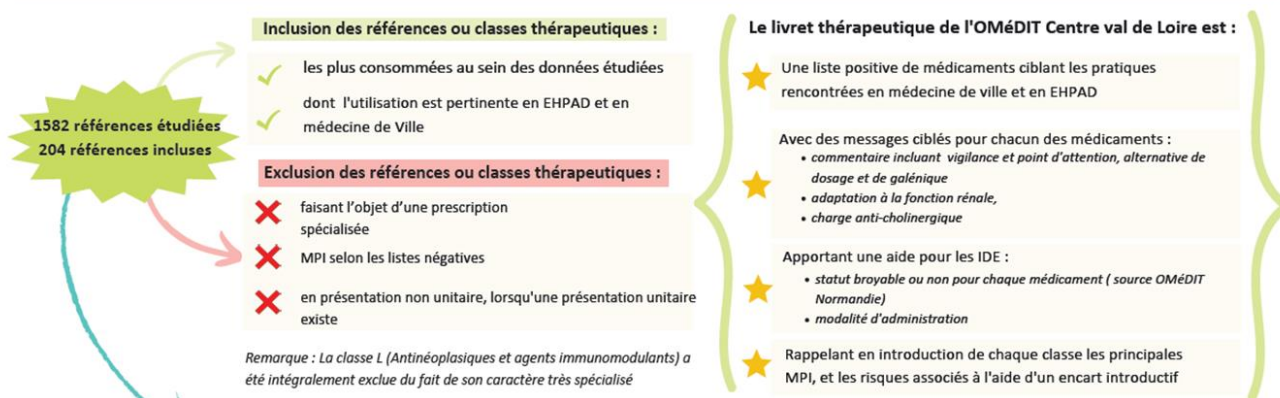 1582 références étudiées
204 références incluses
Inclusion des références ou classes thérapeutiques :
les plus consommées au sein des données étudiées
dont l'utilisation est pertinente en EHPAD et en
médecine de Ville
Exclusion des références ou classes thérapeutiques :
faisant l'objet d'une prescription
spécialisée
MPI selon les listes négatives
en présentation non unitaire, lorsqu'une présentation unitaire
existe
Remarque : La classe L (Antinéoplasiques et agents immunomodulants) a
été intégralement exclue du fait de son caractère très spécialisé
Le livret thérapeutique de l'OMéDIT Centre val de Loire est :
Une liste positive de médicaments ciblant les pratiques
rencontrées en médecine de ville et en EHPAD
Avec des messages ciblés pour chacun des médicaments :
• commentaire incluant vigilance et point d'attention, alternative de
dosage et de galénique
• adaptation à la fonction rénale,
• charge anti-cholinergique
Apportant une aide pour les IDE :
• statut broyable ou non pour chaque médicament ( source OMéDIT
Normandie)
• modalité d'administration
Rappelant en introduction de chaque classe les principales
MPI, et les risques associés à l'aide d'un encart introductif